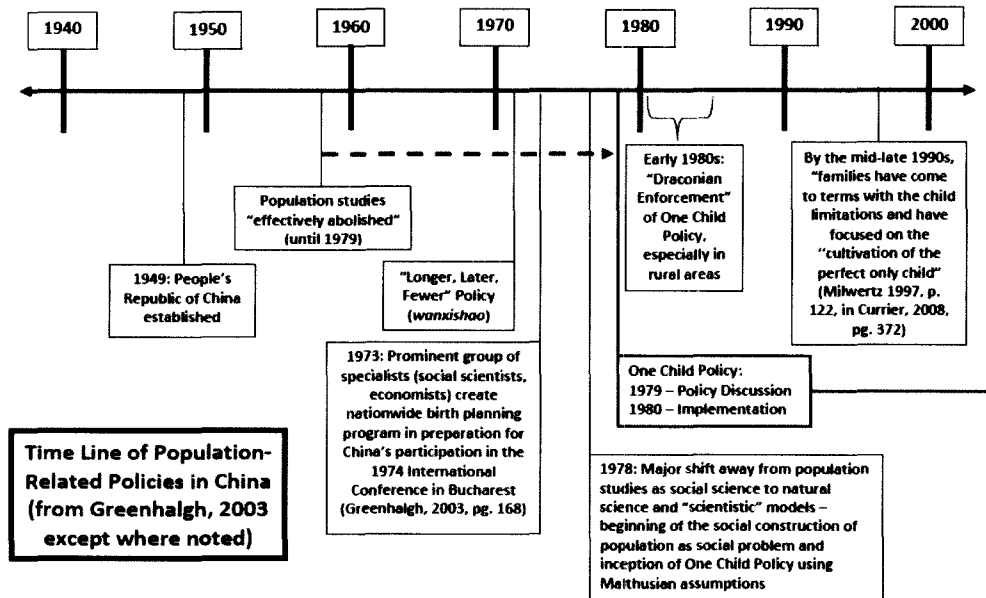 1940
1950
1960
1970
1980
1990
2000
Population studies
"effectively abolished"
(until 1979)
1949: People's
Republic of China
established
"Longer, Later,
Fewer" Policy
(wanxishao)
1973: Prominent group of
specialists (social scientists,
economists) create
nationwide birth planning
program in preparation for
China's participation in the
1974 International
Conference in Bucharest
(Greenhalgh, 2003, pg. 168)
Early 1980s:
"Draconian
Enforcement"
of One Child
Policy,
especially in
rural areas
By the mid-late 1990s,
"families have come
to terms with the child
limitations and have
focused on the
"cultivation of the
perfect only child"
(Milwertz 1997, p.
122, in Currier, 2008,
pg. 372)
One Child Policy:
1979 – Policy Discussion
1980 – Implementation
1978: Major shift away from population
studies as social science to natural
science and "scientistic" models –
beginning of the social construction of
population as social problem and
inception of One Child Policy using
Malthusian assumptions
Time Line of Population-
Related Policies in China
(from Greenhalgh, 2003
except where noted)